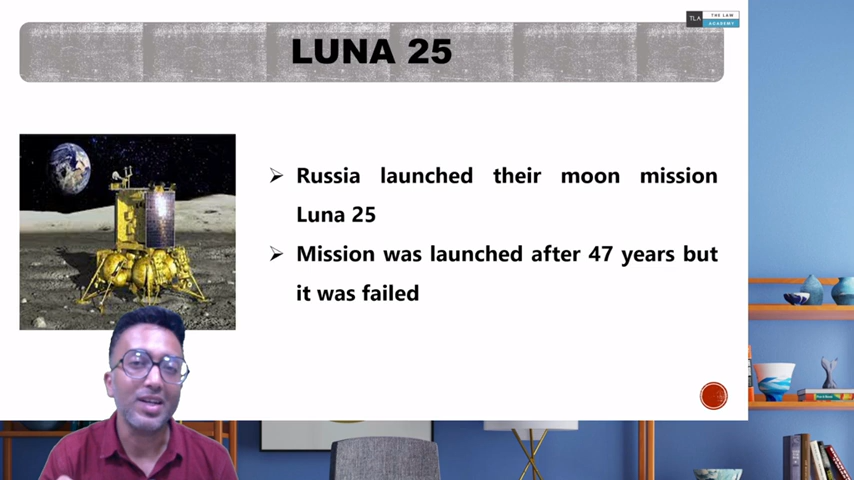 TLA THE LAW
ACADEMY
LUNA 25
➢ Russia launched their moon mission
Luna 25
➢ Mission was launched after 47 years but
it was failed